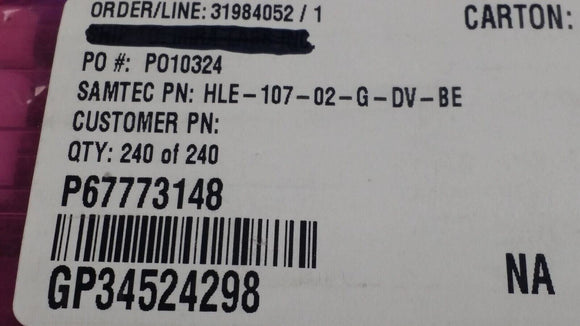 ORDER/LINE: 31984052 / 1
CARTON:
PO #: PO10324
SAMTEC PN: HLE-107-02-G-DV-BE
CUSTOMER PN:
QTY: 240 of 240
P67773148
GP34524298
NA